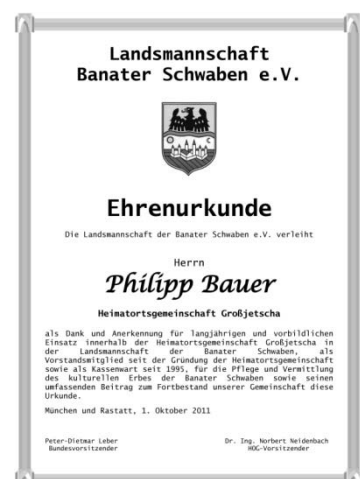 Landsmannschaft
Banater Schwaben e.V.
Ehrenurkunde
Die Landsmannschaft der Banater Schwaben e.V. verleiht
Herrn
Philipp Bauer
Heimatortsgemeinschaft Großjetscha
als Dank und Anerkennung für langjährigen und vorbildlichen
Einsatz innerhalb der Heimatortsgemeinschaft Großjetscha in
der Landsmannschaft der Banater Schwaben, als
Vorstandsmitglied seit der Gründung der Heimatortsgemeinschaft
sowie als Kassenwart seit 1995, für die Pflege und Vermittlung
des kulturellen Erbes der Banater Schwaben sowie seinen
umfassenden Beitrag zum Fortbestand unserer Gemeinschaft diese
Urkunde.
München und Rastatt, 1. Oktober 2011
Peter-Dietmar Leber Dr. Ing. Norbert Neidenbach
Bundesvorsitzender HOG-Vorsitzender